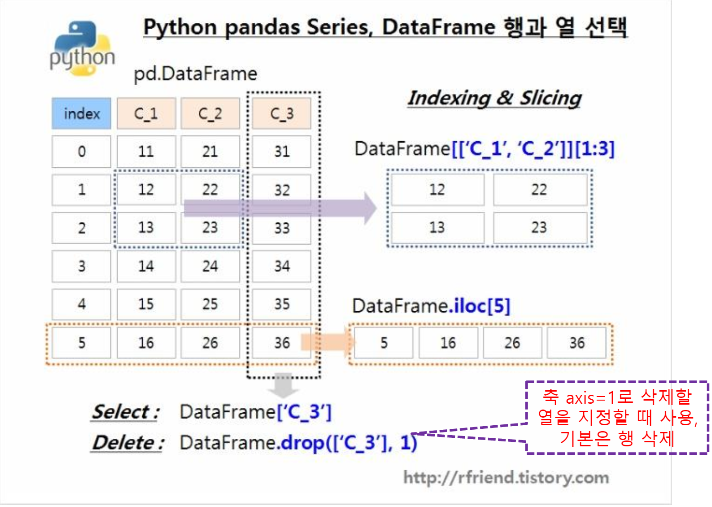 Python pandas Series, DataFrame 행과 열 선택
python
pd.DataFrame
Indexing & Slicing
index C_1 C_2 C_3
0 11 21 31
1 12 22 32
2 13 23 33
3 14 24 34
4 15 25 35
5 16 26 36
DataFrame[['C_1', 'C_2']][1:3]
12 22
13 23
DataFrame.iloc[5]
5 16 26 36
Select : DataFrame['C_3']
Delete : DataFrame.drop(['C_3'], 1)
축 axis=1로 삭제할
열을 지정할 때 사용,
기본은 행 삭제
http://rfriend.tistory.com